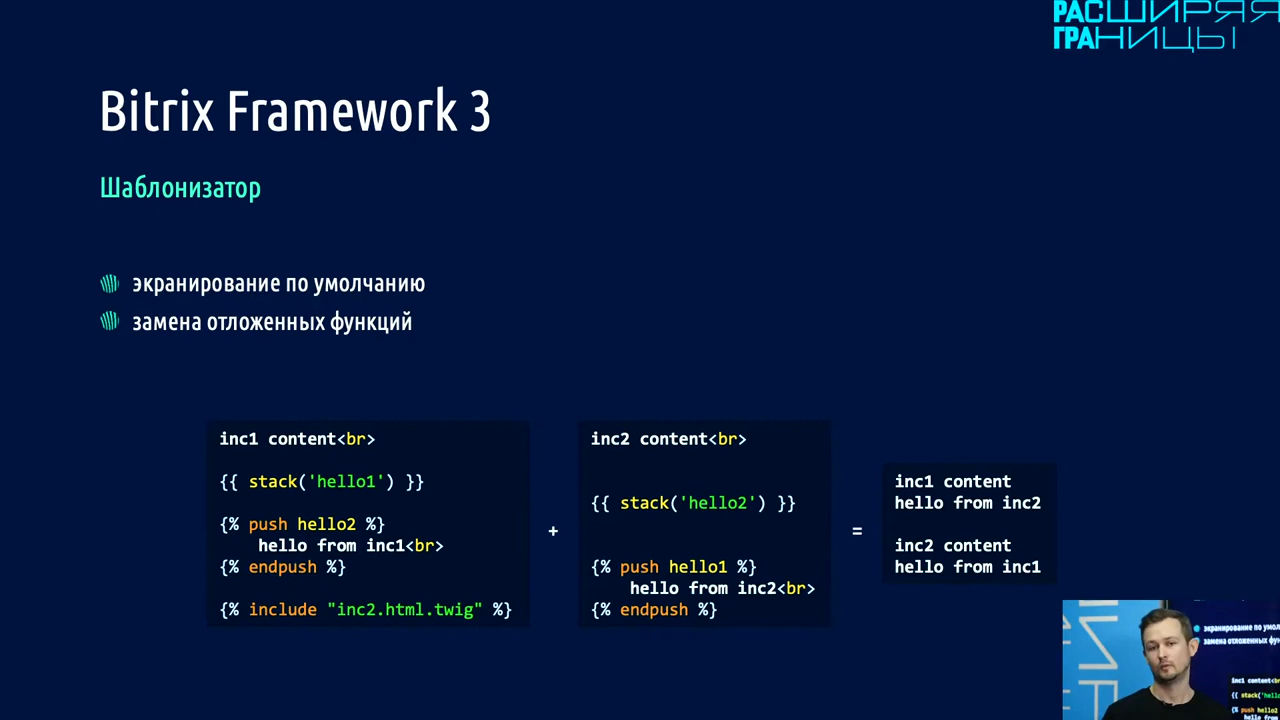 РАСШИРЯЯ
ГРАНИЦЫ
Bitrix Framework 3
Шаблонизатор
экранирование по умолчанию
замена отложенных функций
inc1 content<br>
{{ stack('hello1') }}
{% push hello2 %}
hello from inc1<br>
{% endpush %}
{% include "inc2.html.twig" %}
+
inc2 content<br>
{{ stack('hello2') }}
{% push hello1 %}
hello from inc2<br>
{% endpush %}
=
inc1 content
hello from inc2
inc2 content
hello from inc1